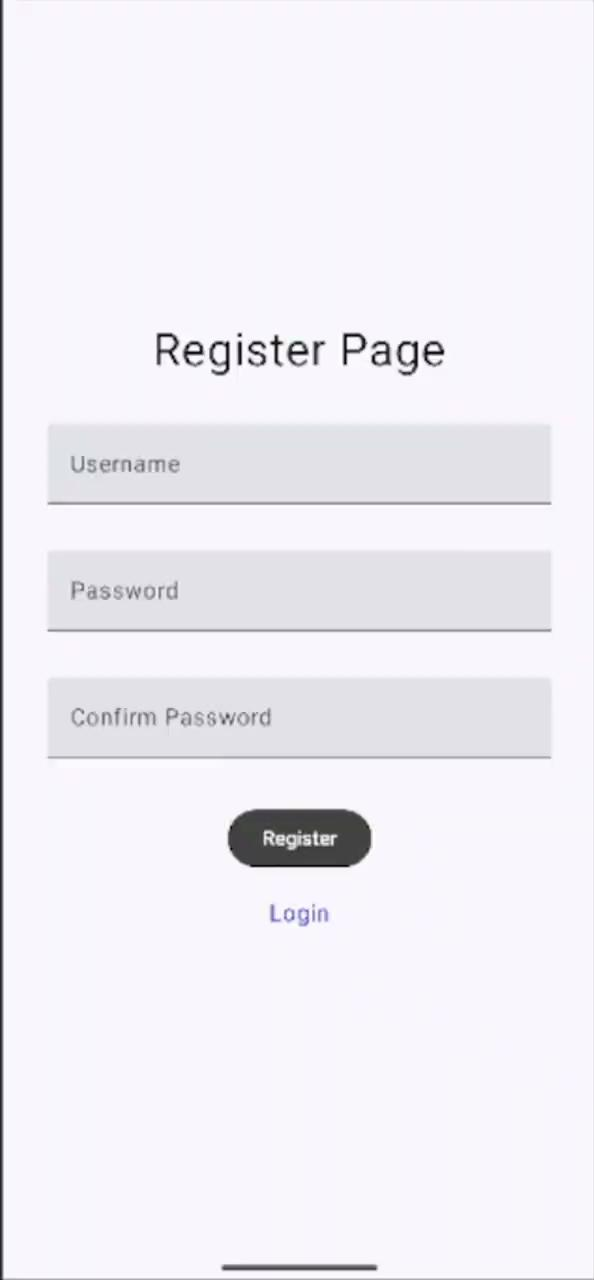 Register Page
Username
Password
Confirm Password
Register
Login